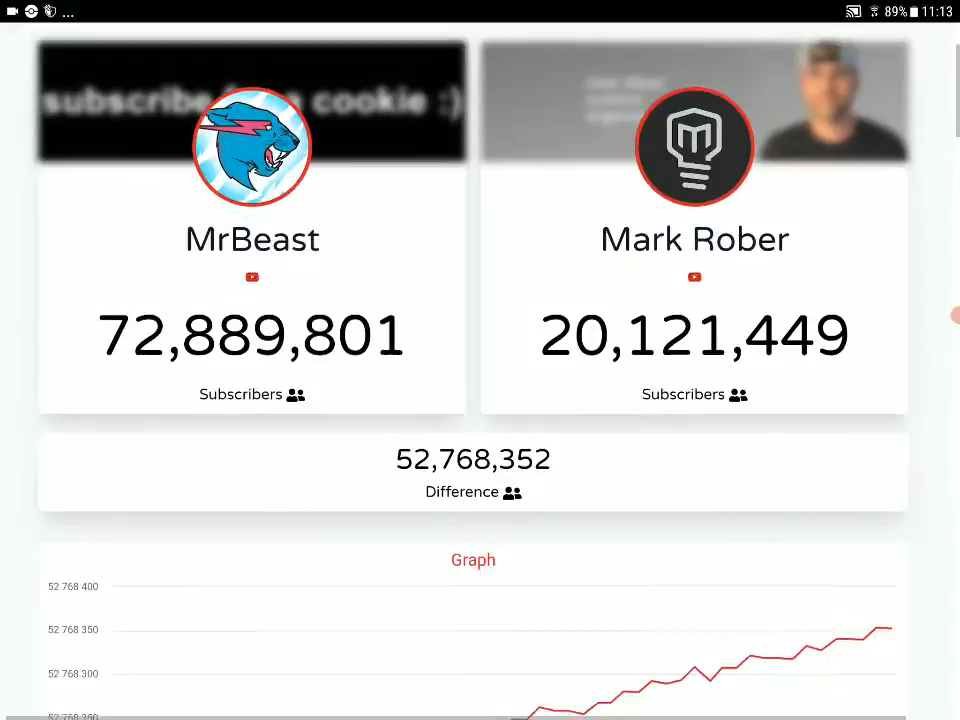 ... 89% 11:13
subscribe cookie :)
MrBeast
Mark Rober
72,889,801
20,121,449
Subscribers
Subscribers
52,768,352
Difference
Graph
52 768 400
52 768 350
52 768 300